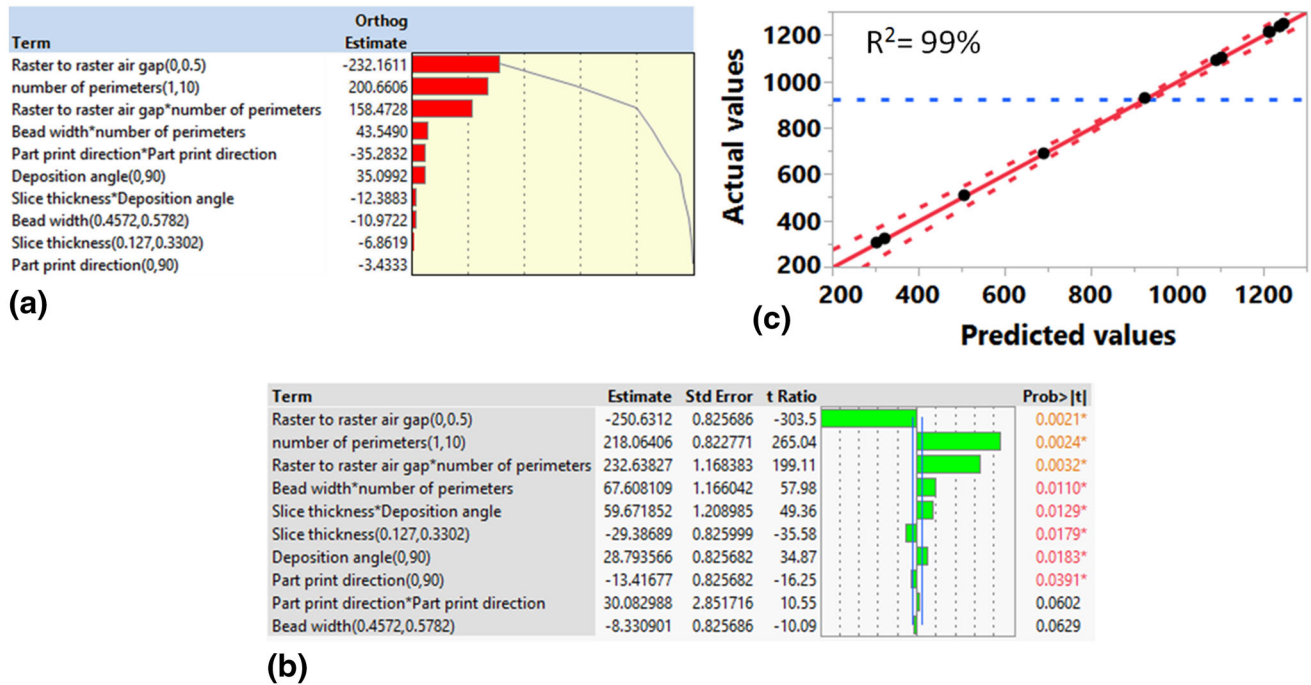 Orthog
Term Estimate
Raster to raster air gap(0,0.5) -232.1611
number of perimeters(1,10) 200.6606
Raster to raster air gap*number of perimeters 158.4728
Bead width*number of perimeters 43.5490
Part print direction*Part print direction -35.2832
Deposition angle(0,90) 35.0992
Slice thickness*Deposition angle -12.3883
Bead width(0.4572,0.5782) -10.9722
Slice thickness(0.127,0.3302) -6.8619
Part print direction(0,90) -3.4333
(a)
R²= 99%
Actual values
1200
1000
800
600
400
200
200 400 600 800 1000 1200
Predicted values
(c)
Term Estimate Std Error t Ratio Prob>|t|
Raster to raster air gap(0,0.5) -250.6312 0.825686 -303.5 0.0021*
number of perimeters(1,10) 218.06406 0.822771 265.04 0.0024*
Raster to raster air gap*number of perimeters 232.63827 1.168383 199.11 0.0032*
Bead width*number of perimeters 67.608109 1.166042 57.98 0.0110*
Slice thickness*Deposition angle 59.671852 1.208985 49.36 0.0129*
Slice thickness(0.127,0.3302) -29.38689 0.825999 -35.58 0.0179*
Deposition angle(0,90) 28.793566 0.825682 34.87 0.0183*
Part print direction(0,90) -13.41677 0.825682 -16.25 0.0391*
Part print direction*Part print direction 30.082988 2.851716 10.55 0.0602
Bead width(0.4572,0.5782) -8.330901 0.825686 -10.09 0.0629
(b)